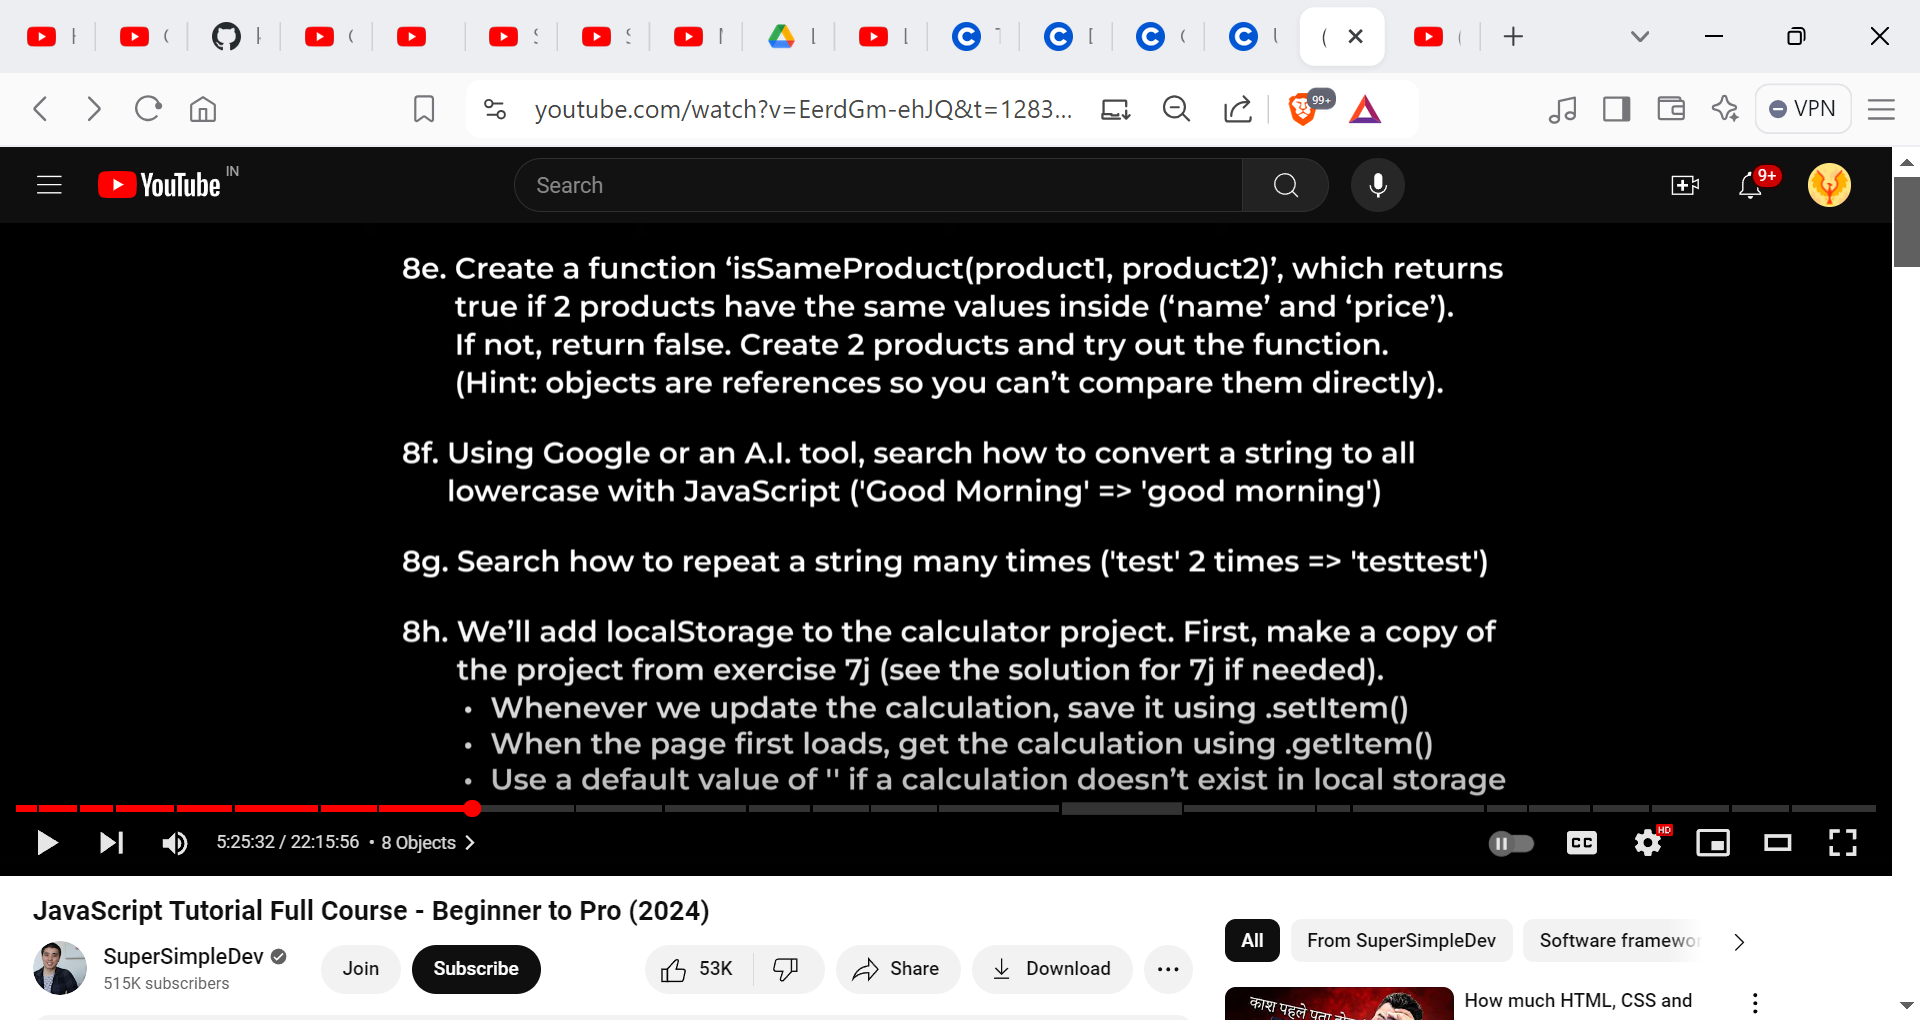 youtube.com/watch?v=EerdGm-ehJQ&t=1283...
99+
VPN
YouTube IN
Search
9+
8e. Create a function ‘isSameProduct(product1, product2)’, which returns
true if 2 products have the same values inside (‘name’ and ‘price’).
If not, return false. Create 2 products and try out the function.
(Hint: objects are references so you can’t compare them directly).
8f. Using Google or an A.I. tool, search how to convert a string to all
lowercase with JavaScript ('Good Morning' => 'good morning')
8g. Search how to repeat a string many times ('test' 2 times => 'testtest')
8h. We’ll add localStorage to the calculator project. First, make a copy of
the project from exercise 7j (see the solution for 7j if needed).
• Whenever we update the calculation, save it using .setItem()
• When the page first loads, get the calculation using .getItem()
• Use a default value of '' if a calculation doesn’t exist in local storage
5:25:32 / 22:15:56 • 8 Objects
CC
HD
JavaScript Tutorial Full Course - Beginner to Pro (2024)
SuperSimpleDev
515K subscribers
Join
Subscribe
53K
Share
Download
All
From SuperSimpleDev
Software framewor
काश पहले पता
How much HTML, CSS and